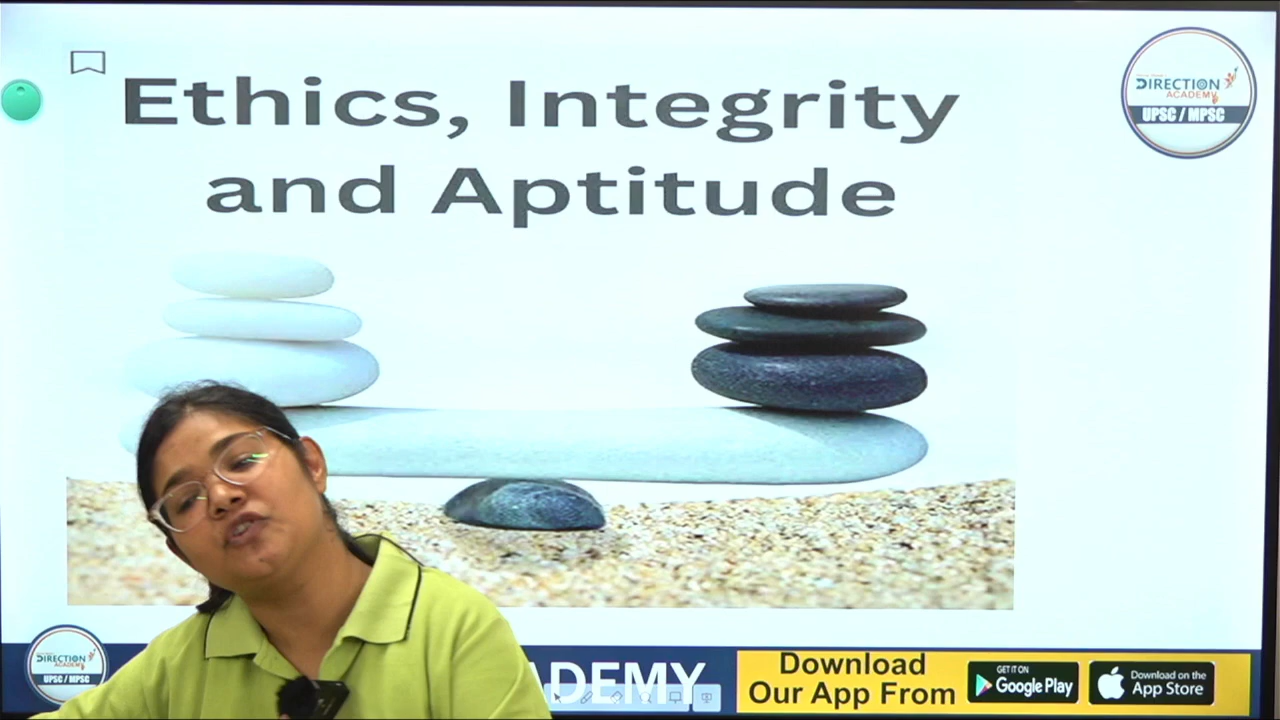 Ethics, Integrity
and Aptitude
DIRECTION
ACADEMY
UPSC / MPSC
DIRECTION
ACADEMY
UPSC / MPSC
ADEMY
Download
Our App From
GET IT ON
Google Play
Download on the
App Store